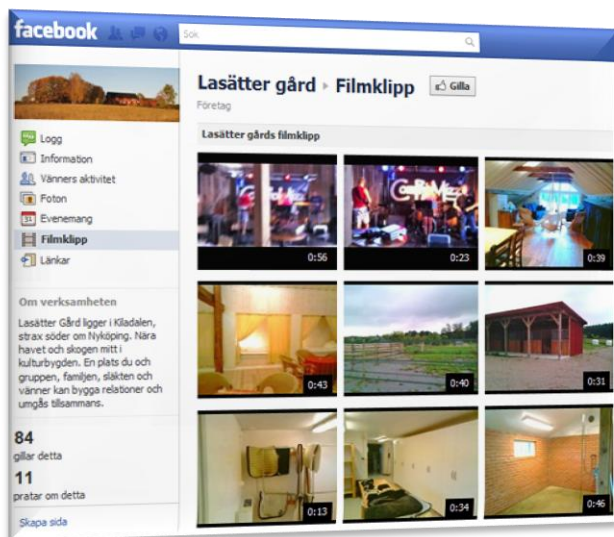 facebook
Sök
Lasätter gård ▸ Filmklipp
Gilla
Företag
Lasätter gårds filmklipp
Logg
Information
Vänners aktivitet
Foton
31
Evenemang
Filmklipp
Länkar
0:56
0:23
0:39
0:43
0:40
0:31
0:13
0:34
0:46
Om verksamheten
Lasätter Gård ligger i Kiladalen,
strax söder om Nyköping. Nära
havet och skogen mitt i
kulturbygden. En plats du och
gruppen, familjen, släkten och
vänner kan bygga relationer och
umgås tillsammans.
84
gillar detta
11
pratar om detta
Skapa sida